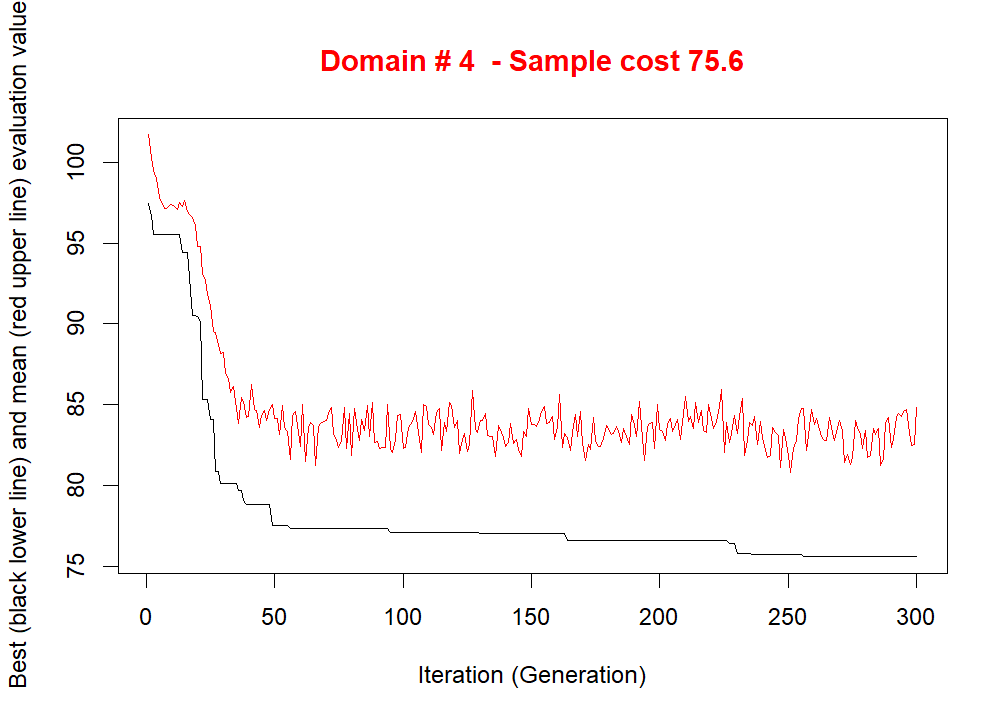 Domain # 4  - Sample cost 75.6
Best (black lower line) and mean (red upper line) evaluation value
100
95
90
85
80
75
0 50 100 150 200 250 300
Iteration (Generation)